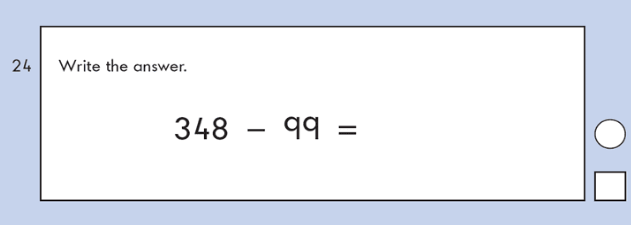 24
Write the answer.
348 – 99 =